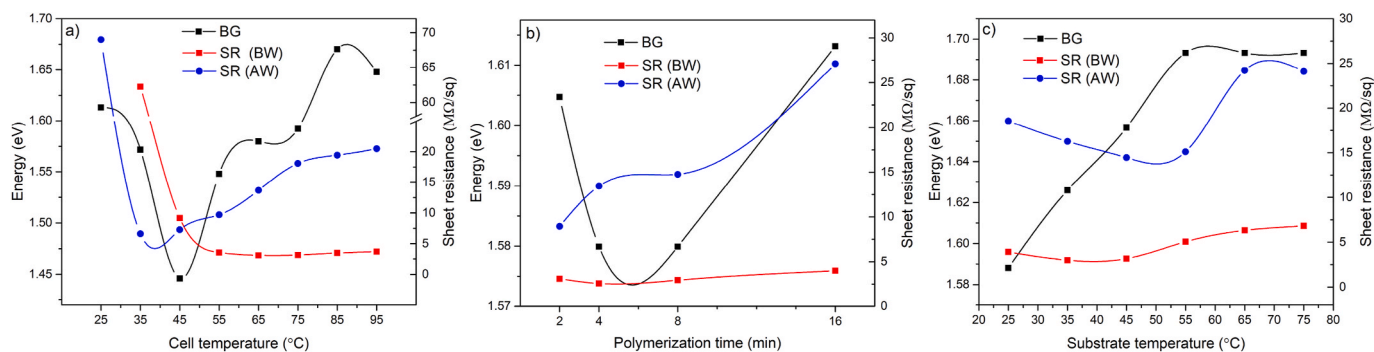 a)
BG
SR (BW)
SR (AW)
1.70
1.65
1.60
1.55
1.50
1.45
Energy (eV)
70
65
60
20
15
10
5
0
Sheet resistance (MΩ/sq)
25 35 45 55 65 75 85 95
Cell temperature (°C)
b)
BG
SR (BW)
SR (AW)
1.61
1.60
1.59
1.58
1.57
Energy (eV)
30
25
20
15
10
5
0
Sheet resistance (MΩ/sq)
2 4 8 16
Polymerization time (min)
c)
BG
SR (BW)
SR (AW)
1.70
1.68
1.66
1.64
1.62
1.60
1.58
Energy (eV)
30
25
20
15
10
5
0
Sheet resistance (MΩ/sq)
20 25 30 35 40 45 50 55 60 65 70 75 80
Substrate temperature (°C)